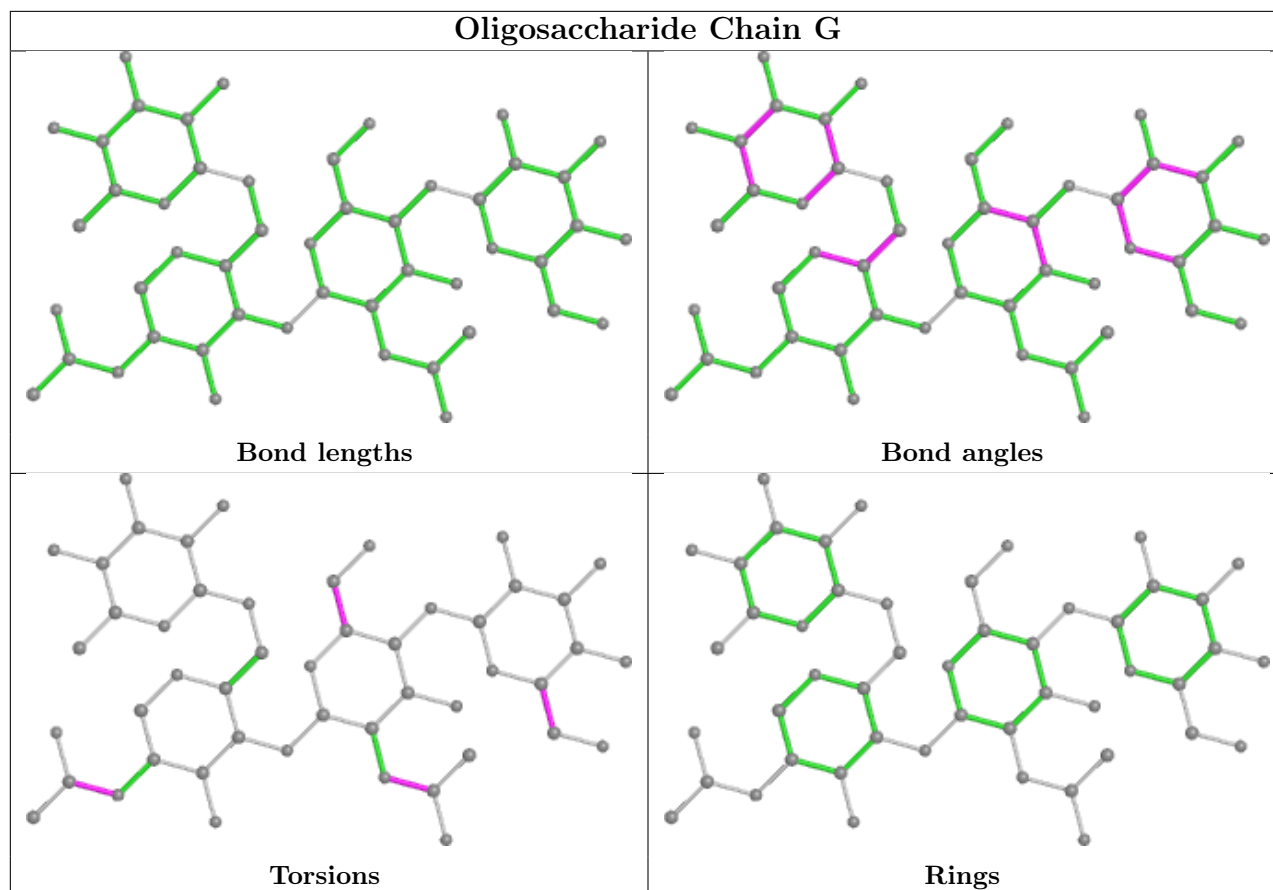 Oligosaccharide Chain G
Bond lengths
Bond angles
Torsions
Rings